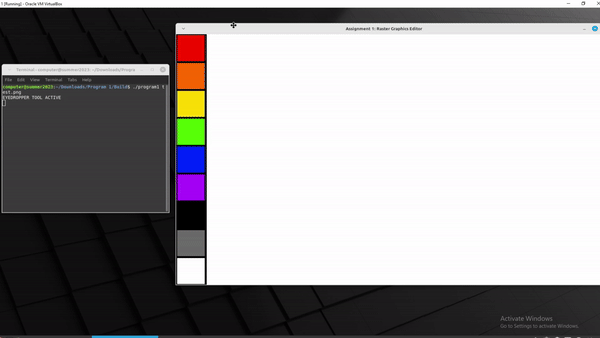 1 [Running] - Oracle VM VirtualBox
Assignment 1: Raster Graphics Editor
Terminal - computer@summer2023: ~/Downloads/Progra
File Edit View Terminal Tabs Help
computer@summer2023:~/Downloads/Program 1/Build$ ./program1 t
est.png
EYEDROPPER TOOL ACTIVE
Activate Windows
Go to Settings to activate Windows.